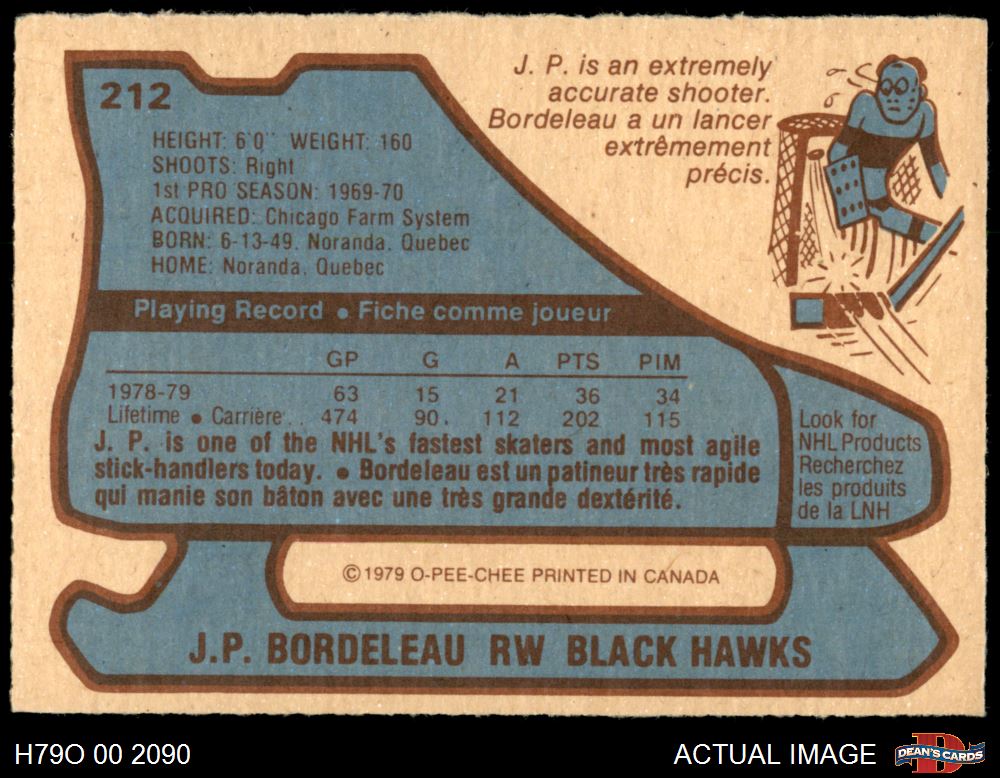 212
J. P. is an extremely
accurate shooter.
Bordeleau a un lancer
extrêmement
précis.
HEIGHT: 6'0'' WEIGHT: 160
SHOOTS: Right
1st PRO SEASON: 1969-70
ACQUIRED: Chicago Farm System
BORN: 6-13-49, Noranda, Quebec
HOME: Noranda, Quebec
Playing Record • Fiche comme joueur
GP G A PTS PIM
1978-79 63 15 21 36 34
Lifetime • Carrière . 474 90 . 112 202 115
J. P. is one of the NHL's fastest skaters and most agile
stick-handlers today. • Bordeleau est un patineur très rapide
qui manie son bâton avec une très grande dextérité.
Look for
NHL Products
Recherchez
les produits
de la LNH
© 1979 O-PEE-CHEE PRINTED IN CANADA
J.P. BORDELEAU RW BLACK HAWKS
H79O 00 2090
ACTUAL IMAGE
D
DEAN'S CARDS